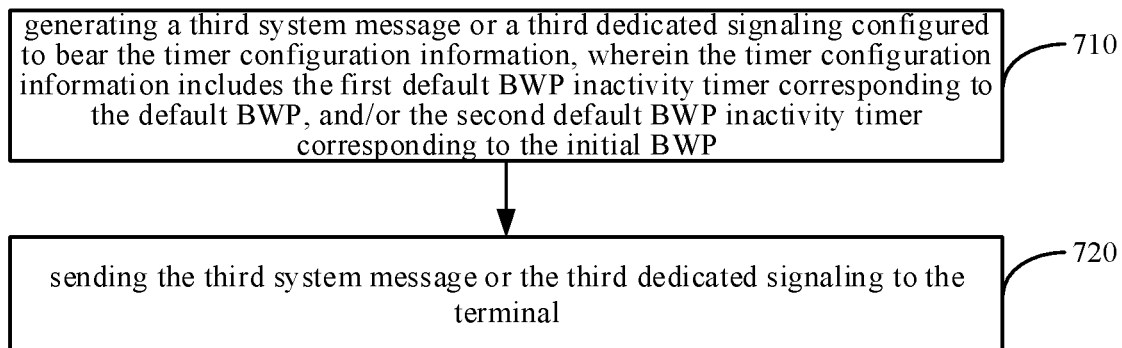 generating a third system message or a third dedicated signaling configured
to bear the timer configuration information, wherein the timer configuration
information includes the first default BWP inactivity timer corresponding to
the default BWP, and/or the second default BWP inactivity timer
corresponding to the initial BWP
710
sending the third system message or the third dedicated signaling to the
terminal
720